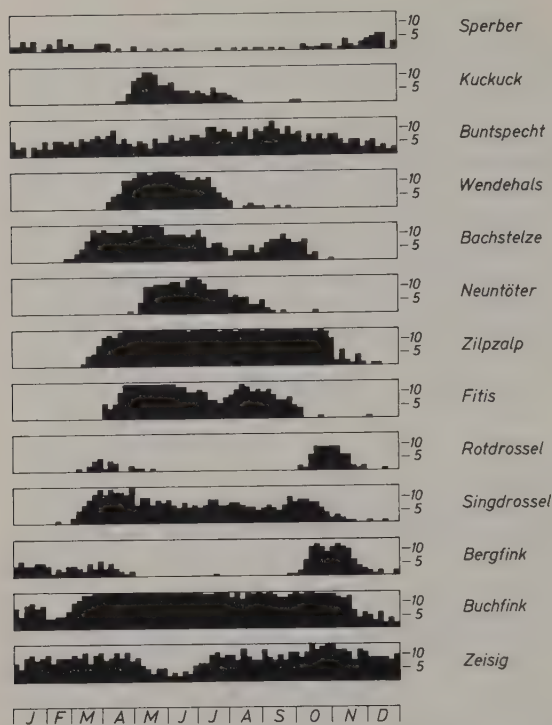 -10
-5
Sperber
-10
-5
Kuckuck
-10
-5
Buntspecht
-10
-5
Wendehals
-10
-5
Bachstelze
-10
-5
Neuntöter
-10
-5
Zilpzalp
-10
-5
Fitis
-10
-5
Rotdrossel
-10
-5
Singdrossel
-10
-5
Bergfink
-10
-5
Buchfink
-10
-5
Zeisig
J F M A M J J A S O N D